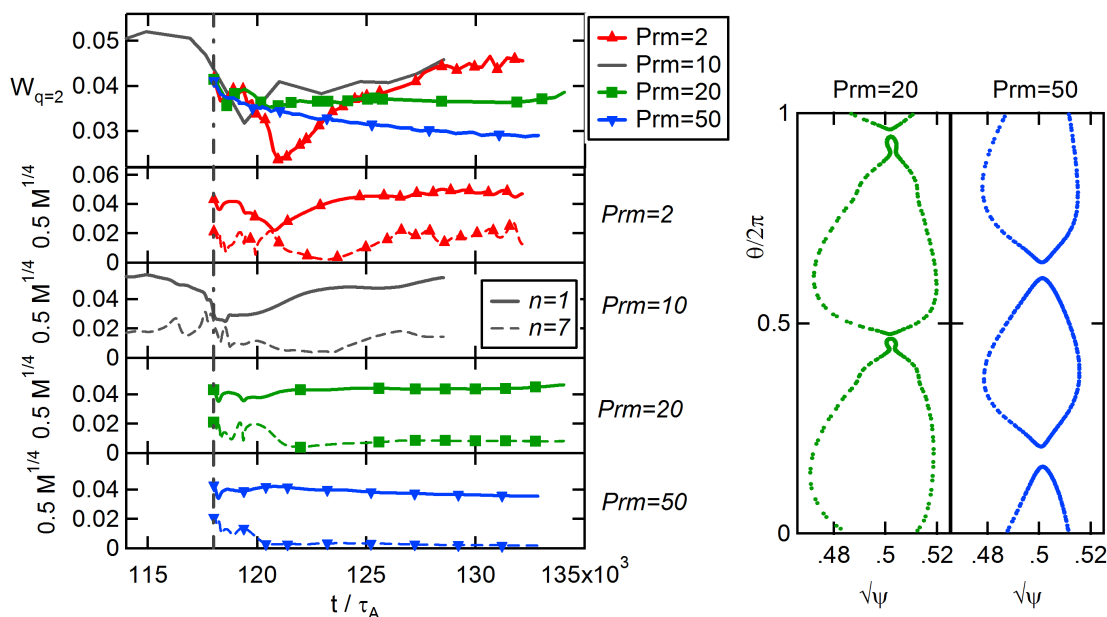 0.05
0.04
0.03
W_{q=2}
Prm=2
Prm=10
Prm=20
Prm=50
0.06
0.04
0.02
0
0.5 M^{1/4}
Prm=2
0.04
0.02
0
0.5 M^{1/4}
n=1
n=7
Prm=10
0.04
0.02
0
0.5 M^{1/4}
Prm=20
0.04
0.02
0
0.5 M^{1/4}
Prm=50
115 120 125 130 135x10³
t / τ_A
Prm=20 Prm=50
1
0.5
0
θ/2π
.48 .5 .52 .48 .5 .52
√ψ √ψ